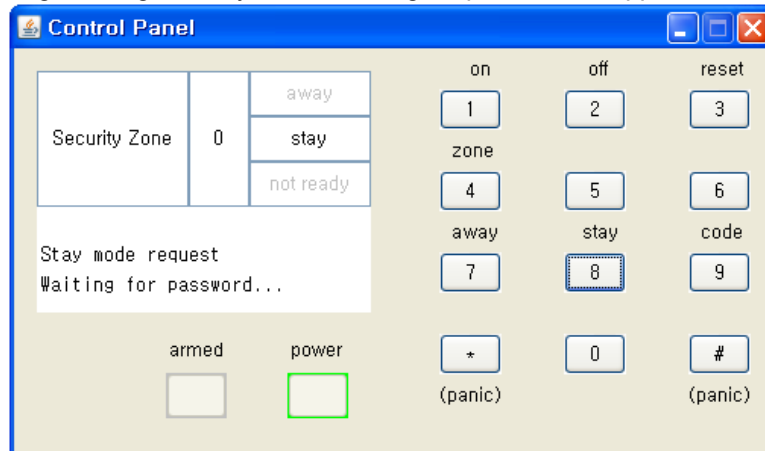 Control Panel
Security Zone
0
away
stay
not ready
Stay mode request
Waiting for password...
armed power
on off reset
1 2 3
zone
4 5 6
away stay code
7 8 9
* 0 #
(panic) (panic)